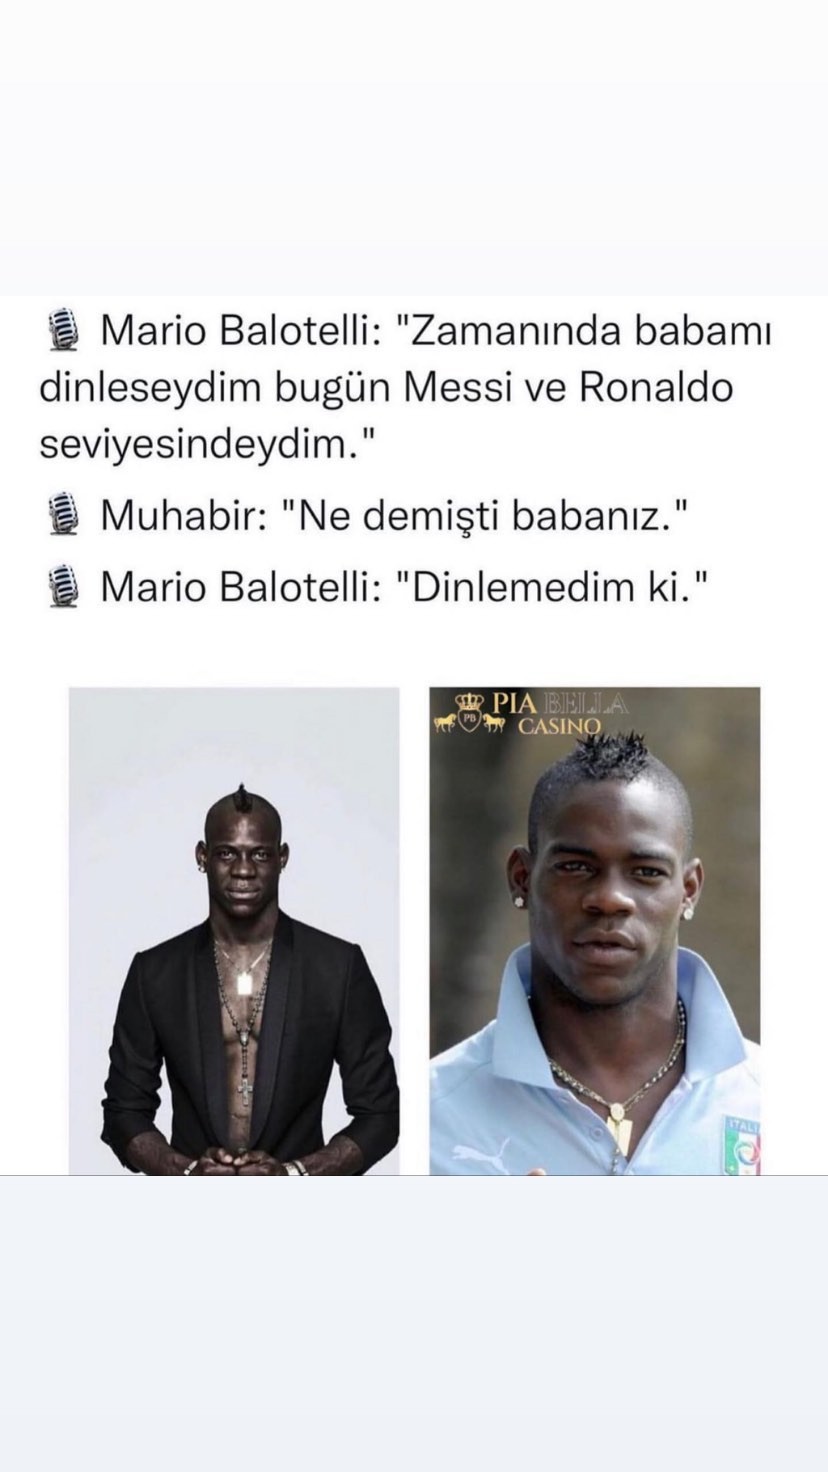 Mario Balotelli: "Zamanında babamı
dinleseydim bugün Messi ve Ronaldo
seviyesindeydim."
Muhabir: "Ne demişti babanız."
Mario Balotelli: "Dinlemedim ki."
PIA BELLA
PB
CASINO
ITALIA